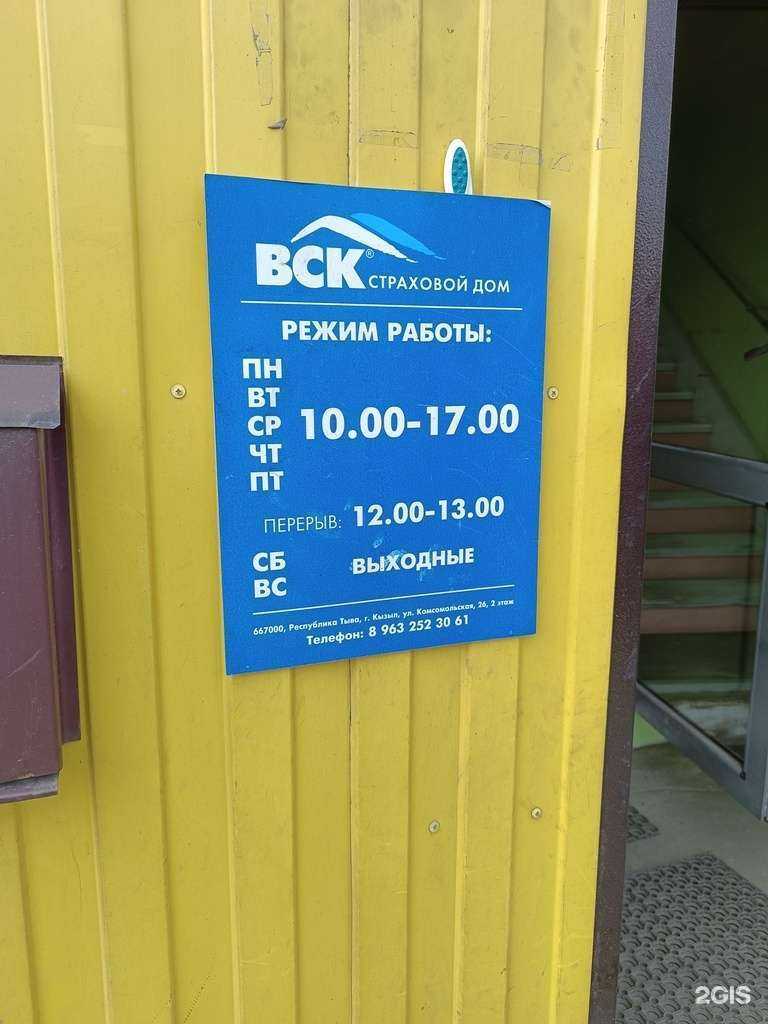 ВСК® СТРАХОВОЙ ДОМ
РЕЖИМ РАБОТЫ:
ПН
ВТ
СР 10.00-17.00
ЧТ
ПТ
ПЕРЕРЫВ: 12.00-13.00
СБ ВЫХОДНЫЕ
ВС
667000, Республика Тыва, г. Кызыл, ул. Комсомольская, 26, 2 этаж
Телефон: 8 963 252 30 61
2GIS